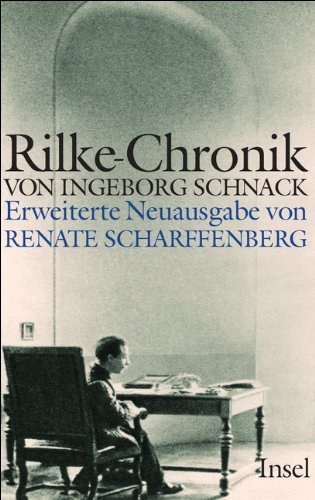 Rilke-Chronik
VON INGEBORG SCHNACK
Erweiterte Neuausgabe von
RENATE SCHARFFENBERG
Insel